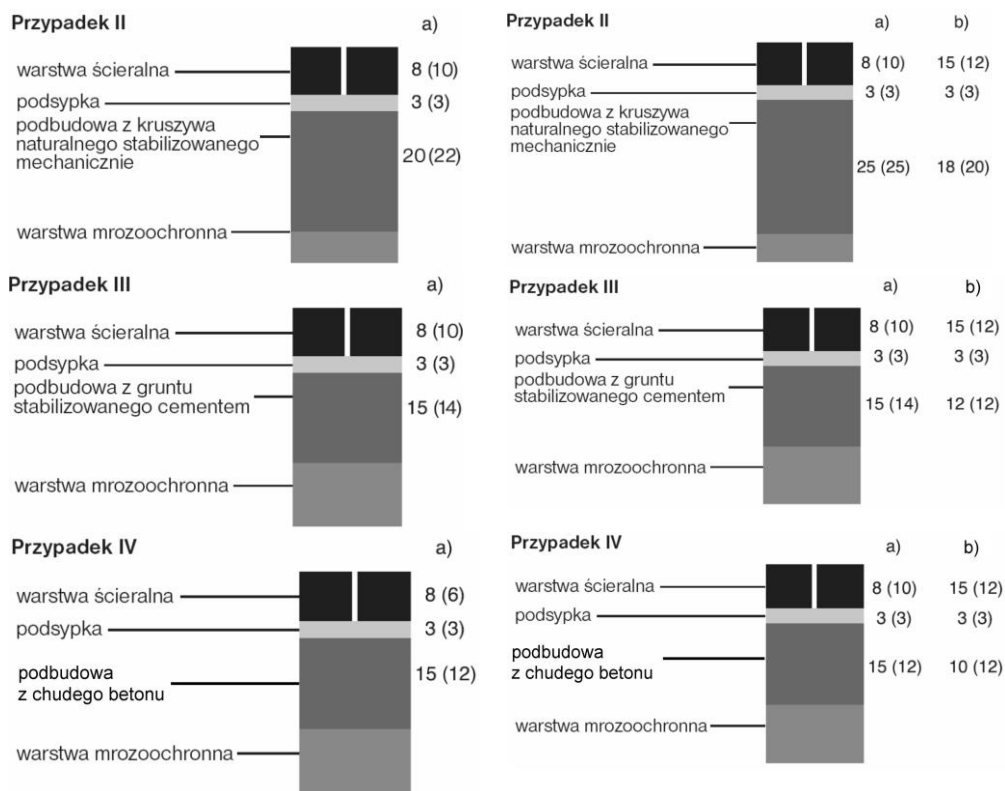 Przypadek II a)
warstwa ścieralna 8 (10)
podsypka 3 (3)
podbudowa z kruszywa
naturalnego stabilizowanego
mechanicznie 20 (22)
warstwa mrozoochronna
Przypadek III a)
warstwa ścieralna 8 (10)
podsypka 3 (3)
podbudowa z gruntu
stabilizowanego cementem 15 (14)
warstwa mrozoochronna
Przypadek IV a)
warstwa ścieralna 8 (6)
podsypka 3 (3)
podbudowa 15 (12)
z chudego betonu
warstwa mrozoochronna
Przypadek II a) b)
warstwa ścieralna 8 (10) 15 (12)
podsypka 3 (3) 3 (3)
podbudowa z kruszywa
naturalnego stabilizowanego
mechanicznie
25 (25) 18 (20)
warstwa mrozoochronna
Przypadek III a) b)
warstwa ścieralna 8 (10) 15 (12)
podsypka 3 (3) 3 (3)
podbudowa z gruntu
stabilizowanego cementem
15 (14) 12 (12)
warstwa mrozoochronna
Przypadek IV a) b)
warstwa ścieralna 8 (10) 15 (12)
podsypka 3 (3) 3 (3)
podbudowa
z chudego betonu 15 (12) 10 (12)
warstwa mrozoochronna